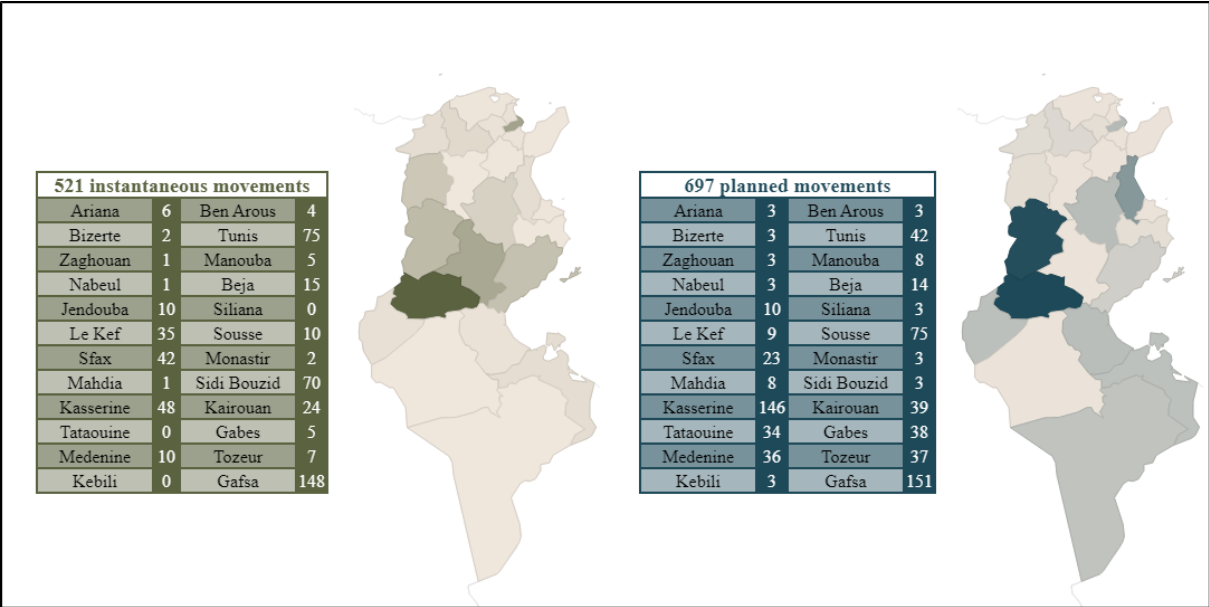 521 instantaneous movements
Ariana 6 Ben Arous 4
Bizerte 2 Tunis 75
Zaghouan 1 Manouba 5
Nabeul 1 Beja 15
Jendouba 10 Siliana 0
Le Kef 35 Sousse 10
Sfax 42 Monastir 2
Mahdia 1 Sidi Bouzid 70
Kasserine 48 Kairouan 24
Tataouine 0 Gabes 5
Medenine 10 Tozeur 7
Kebili 0 Gafsa 148
697 planned movements
Ariana 3 Ben Arous 3
Bizerte 3 Tunis 42
Zaghouan 3 Manouba 8
Nabeul 3 Beja 14
Jendouba 10 Siliana 3
Le Kef 9 Sousse 75
Sfax 23 Monastir 3
Mahdia 8 Sidi Bouzid 3
Kasserine 146 Kairouan 39
Tataouine 34 Gabes 38
Medenine 36 Tozeur 37
Kebili 3 Gafsa 151